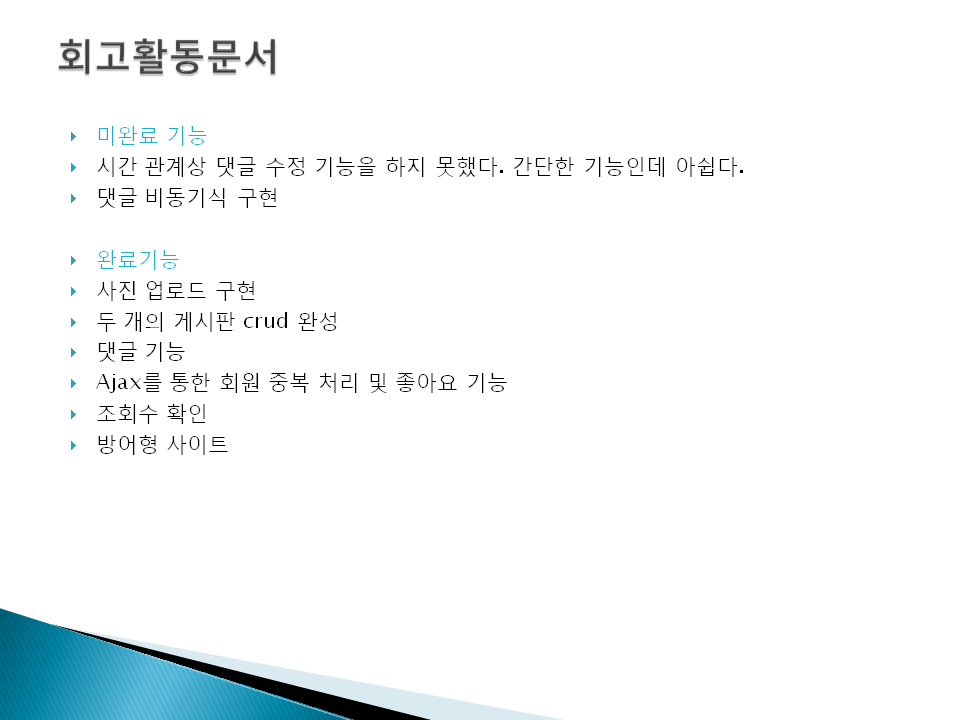 회고활동문서
미완료 기능
시간 관계상 댓글 수정 기능을 하지 못했다. 간단한 기능인데 아쉽다.
댓글 비동기식 구현
완료기능
사진 업로드 구현
두 개의 게시판 crud 완성
댓글 기능
Ajax를 통한 회원 중복 처리 및 좋아요 기능
조회수 확인
방어형 사이트